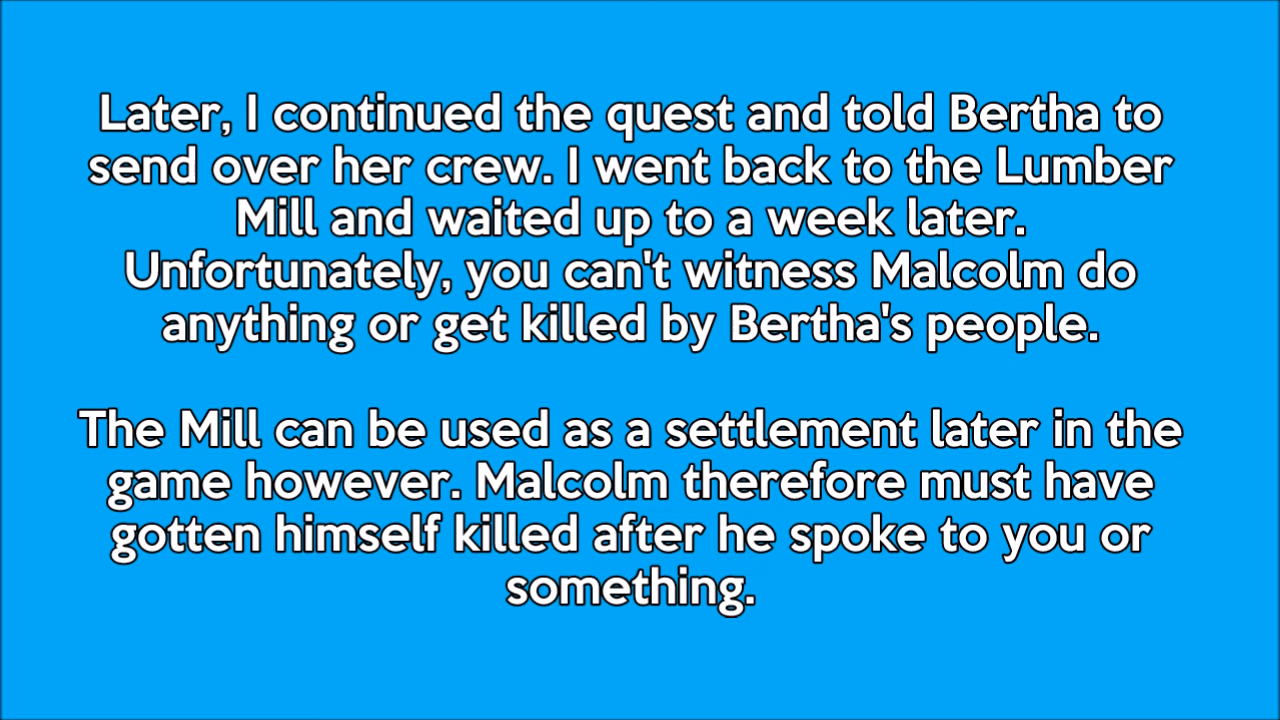 Later, I continued the quest and told Bertha to
send over her crew. I went back to the Lumber
Mill and waited up to a week later.
Unfortunately, you can't witness Malcolm do
anything or get killed by Bertha's people.
The Mill can be used as a settlement later in the
game however. Malcolm therefore must have
gotten himself killed after he spoke to you or
something.